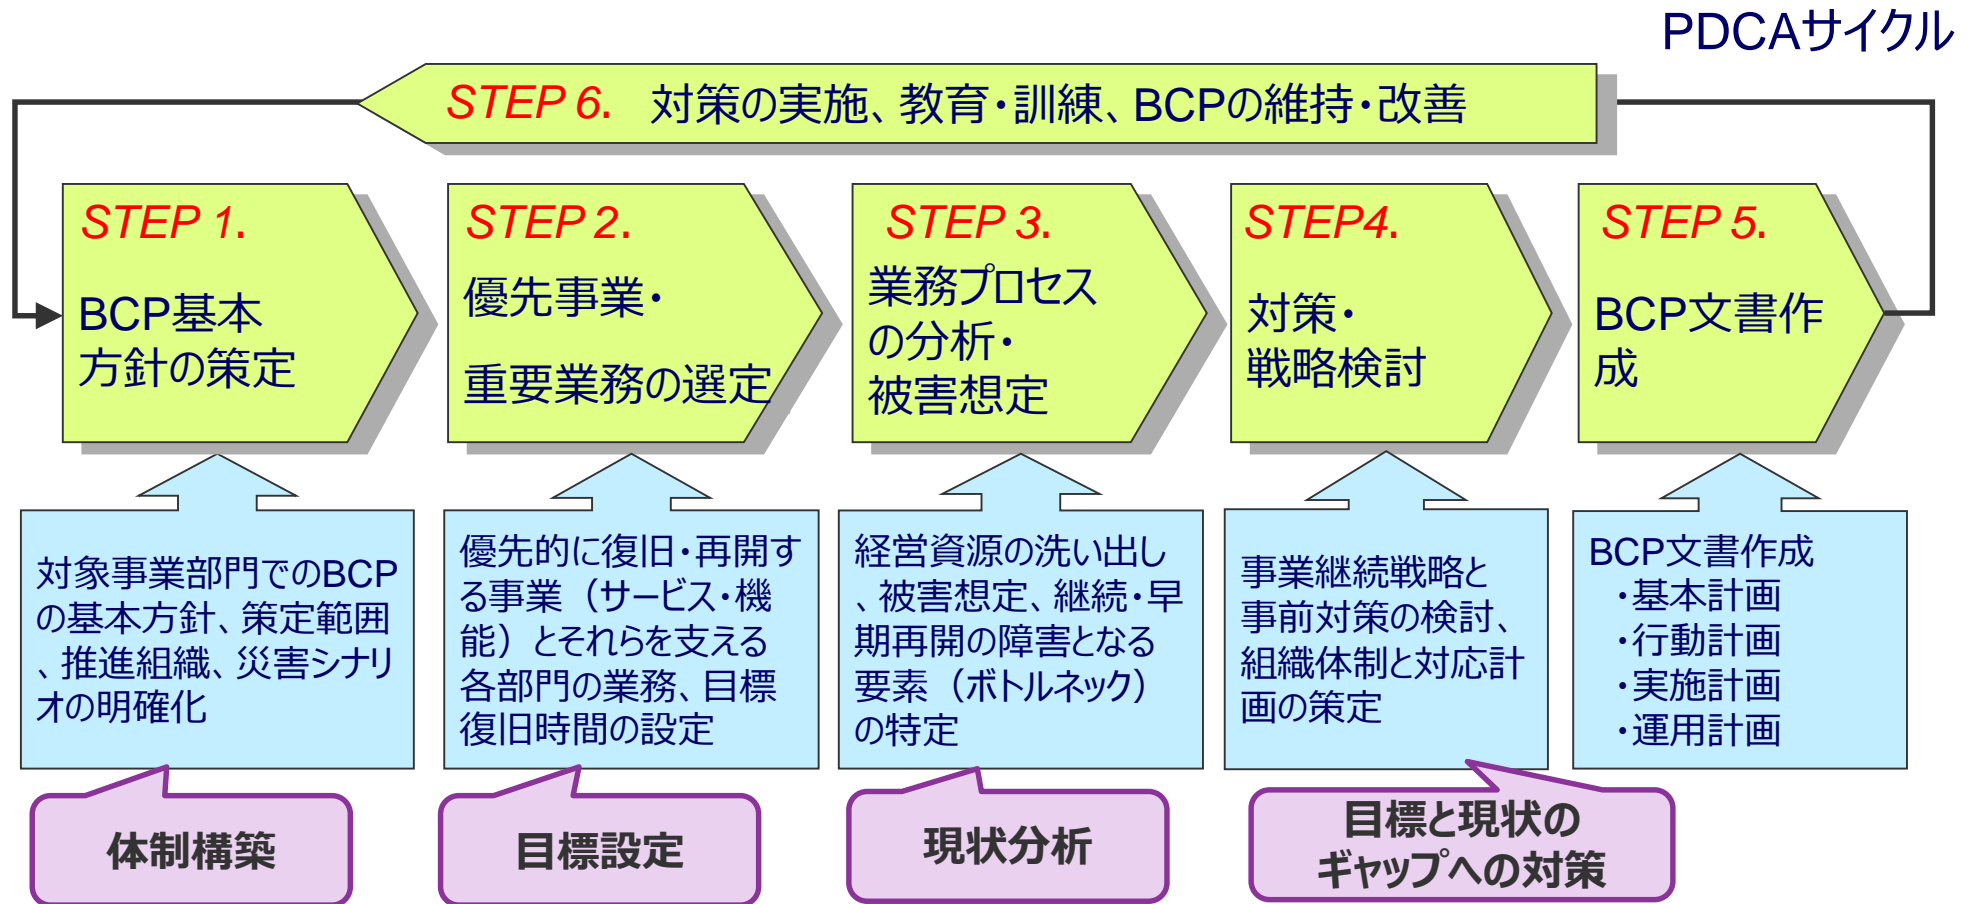 PDCAサイクル
STEP 6. 対策の実施、教育・訓練、BCPの維持・改善
STEP 1.
BCP基本
方針の策定
STEP 2.
優先事業・
重要業務の選定
STEP 3.
業務プロセス
の分析・
被害想定
STEP4.
対策・
戦略検討
STEP 5.
BCP文書作
成
対象事業部門でのBCP
の基本方針、策定範囲
、推進組織、災害シナリ
オの明確化
優先的に復旧・再開す
る事業（サービス・機
能）とそれらを支える
各部門の業務、目標
復旧時間の設定
経営資源の洗い出し
、被害想定、継続・早
期再開の障害となる
要素（ボトルネック）
の特定
事業継続戦略と
事前対策の検討、
組織体制と対応計
画の策定
BCP文書作成
・基本計画
・行動計画
・実施計画
・運用計画
体制構築
目標設定
現状分析
目標と現状の
ギャップへの対策